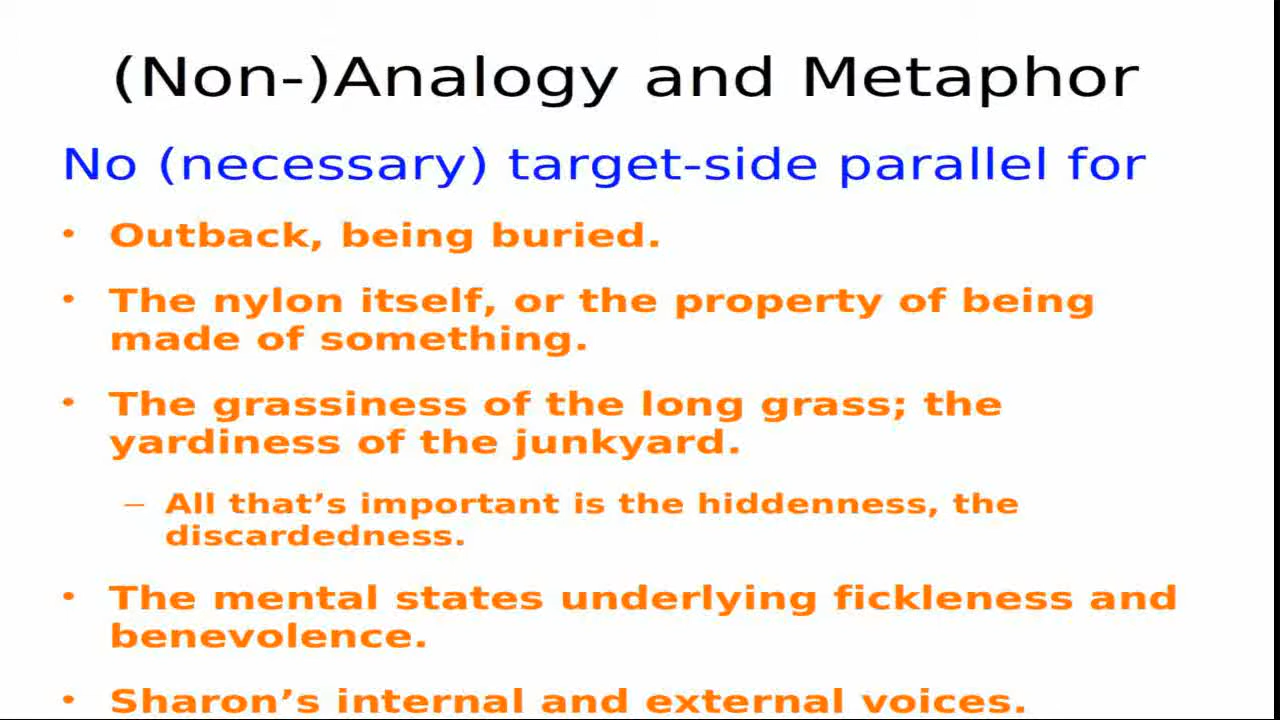 (Non-)Analogy and Metaphor
No (necessary) target-side parallel for
• Outback, being buried.
• The nylon itself, or the property of being
made of something.
• The grassiness of the long grass; the
yardiness of the junkyard.
– All that’s important is the hiddenness, the
discardedness.
• The mental states underlying fickleness and
benevolence.
• Sharon’s internal and external voices.